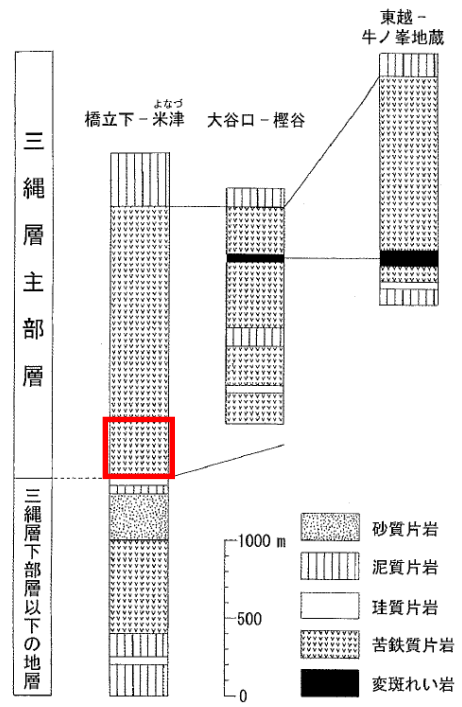 東越－
牛ノ峯地蔵
よなづ
橋立下－米津
大谷口－樫谷
三縄層主部層
三縄層下部層以下の地層
1000 m
500
0
砂質片岩
泥質片岩
珪質片岩
苦鉄質片岩
変斑れい岩